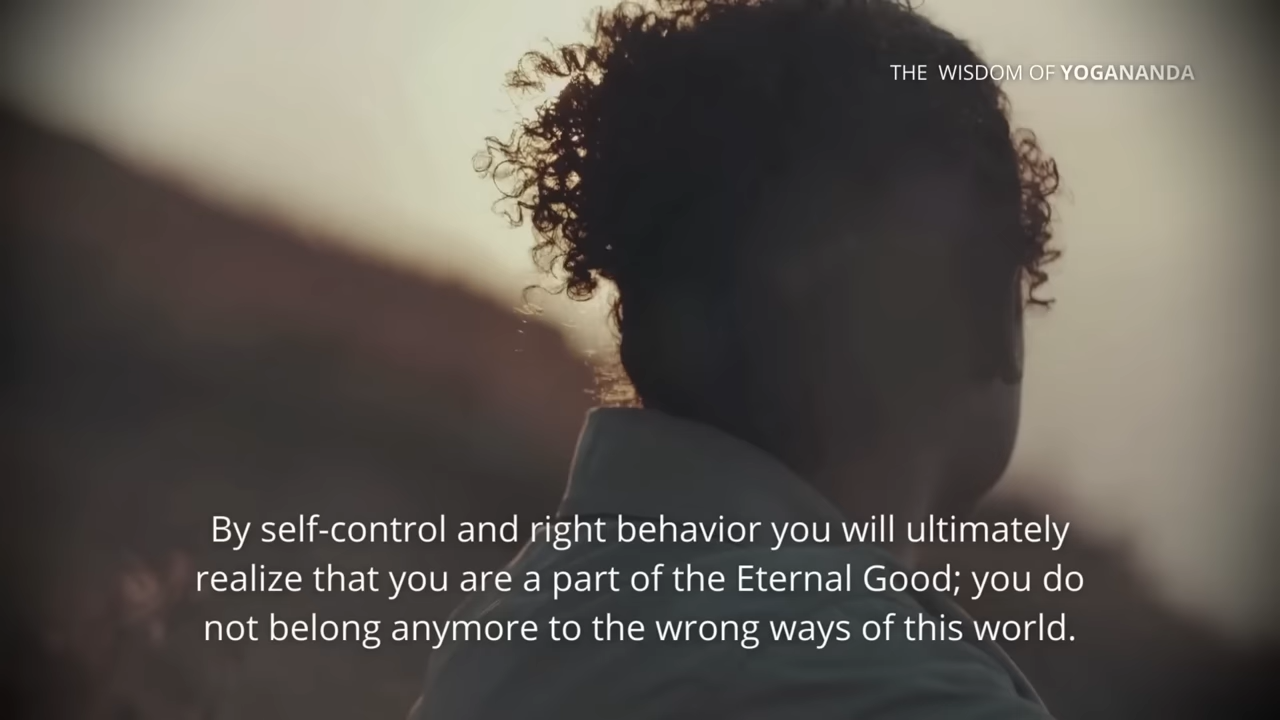 THE WISDOM OF YOGANANDA
By self-control and right behavior you will ultimately
realize that you are a part of the Eternal Good; you do
not belong anymore to the wrong ways of this world.